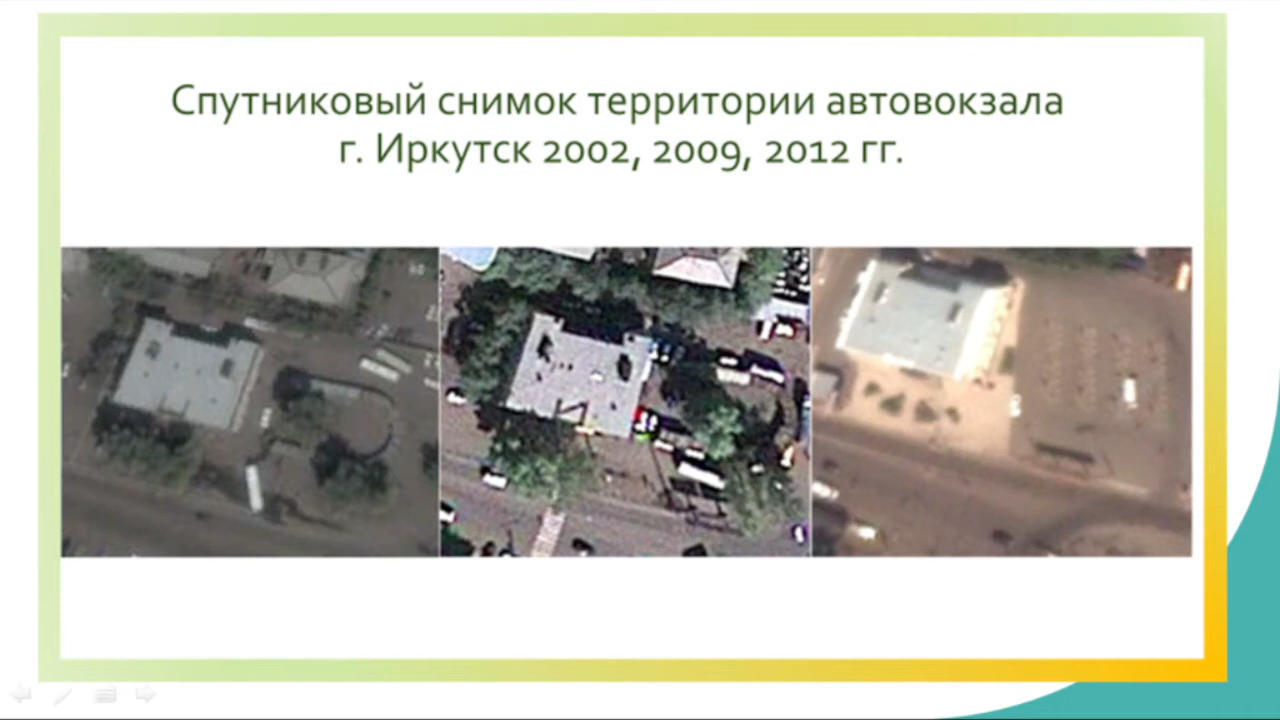 Спутниковый снимок территории автовокзала
г. Иркутск 2002, 2009, 2012 гг.